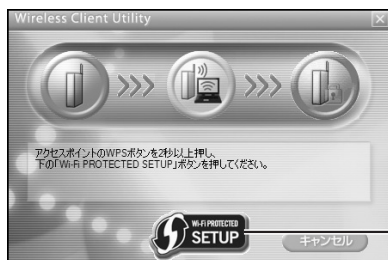 Wireless Client Utility
アクセスポイントのWPSボタンを2秒以上押し、
下の「Wi-Fi PROTECTED SETUP」ボタンを押してください。
Wi-Fi PROTECTED
SETUP
キャンセル